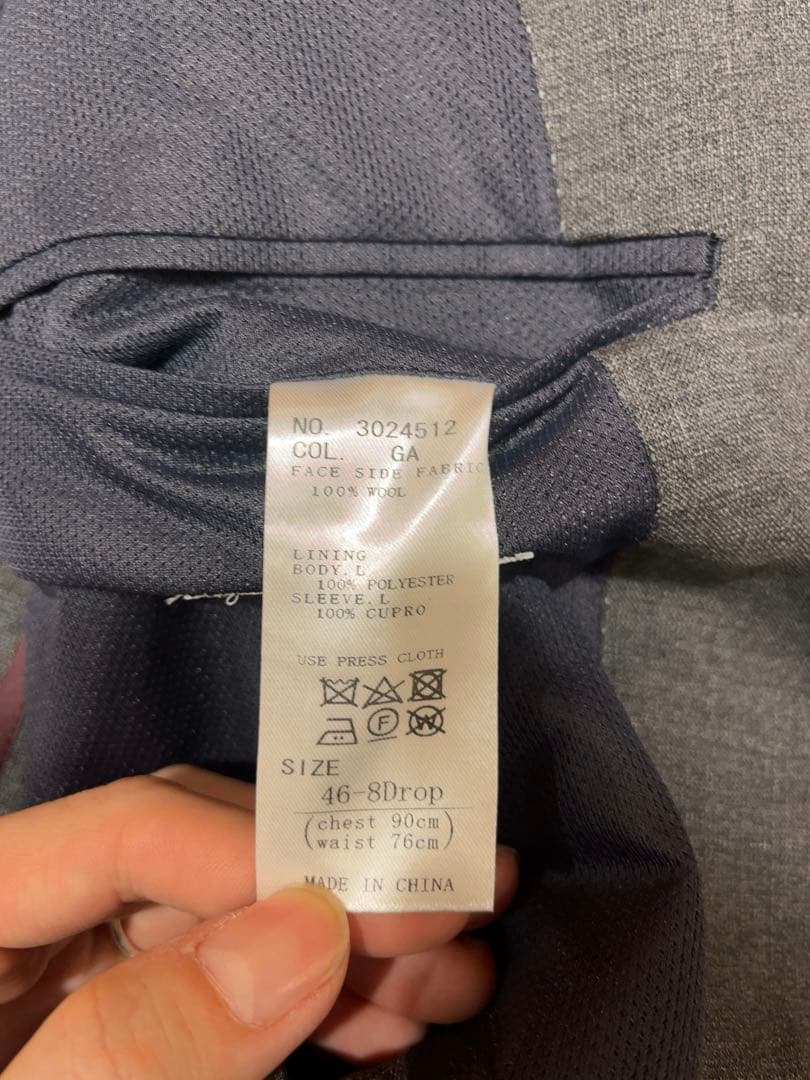 NO. 3024512
COL. GA
FACE SIDE FABRIC
100% WOOL
LINING
BODY.L
100% POLYESTER
SLEEVE.L
100% CUPRO
USE PRESS CLOTH
F W
SIZE
46-8Drop
(chest 90cm
waist 76cm)
MADE IN CHINA